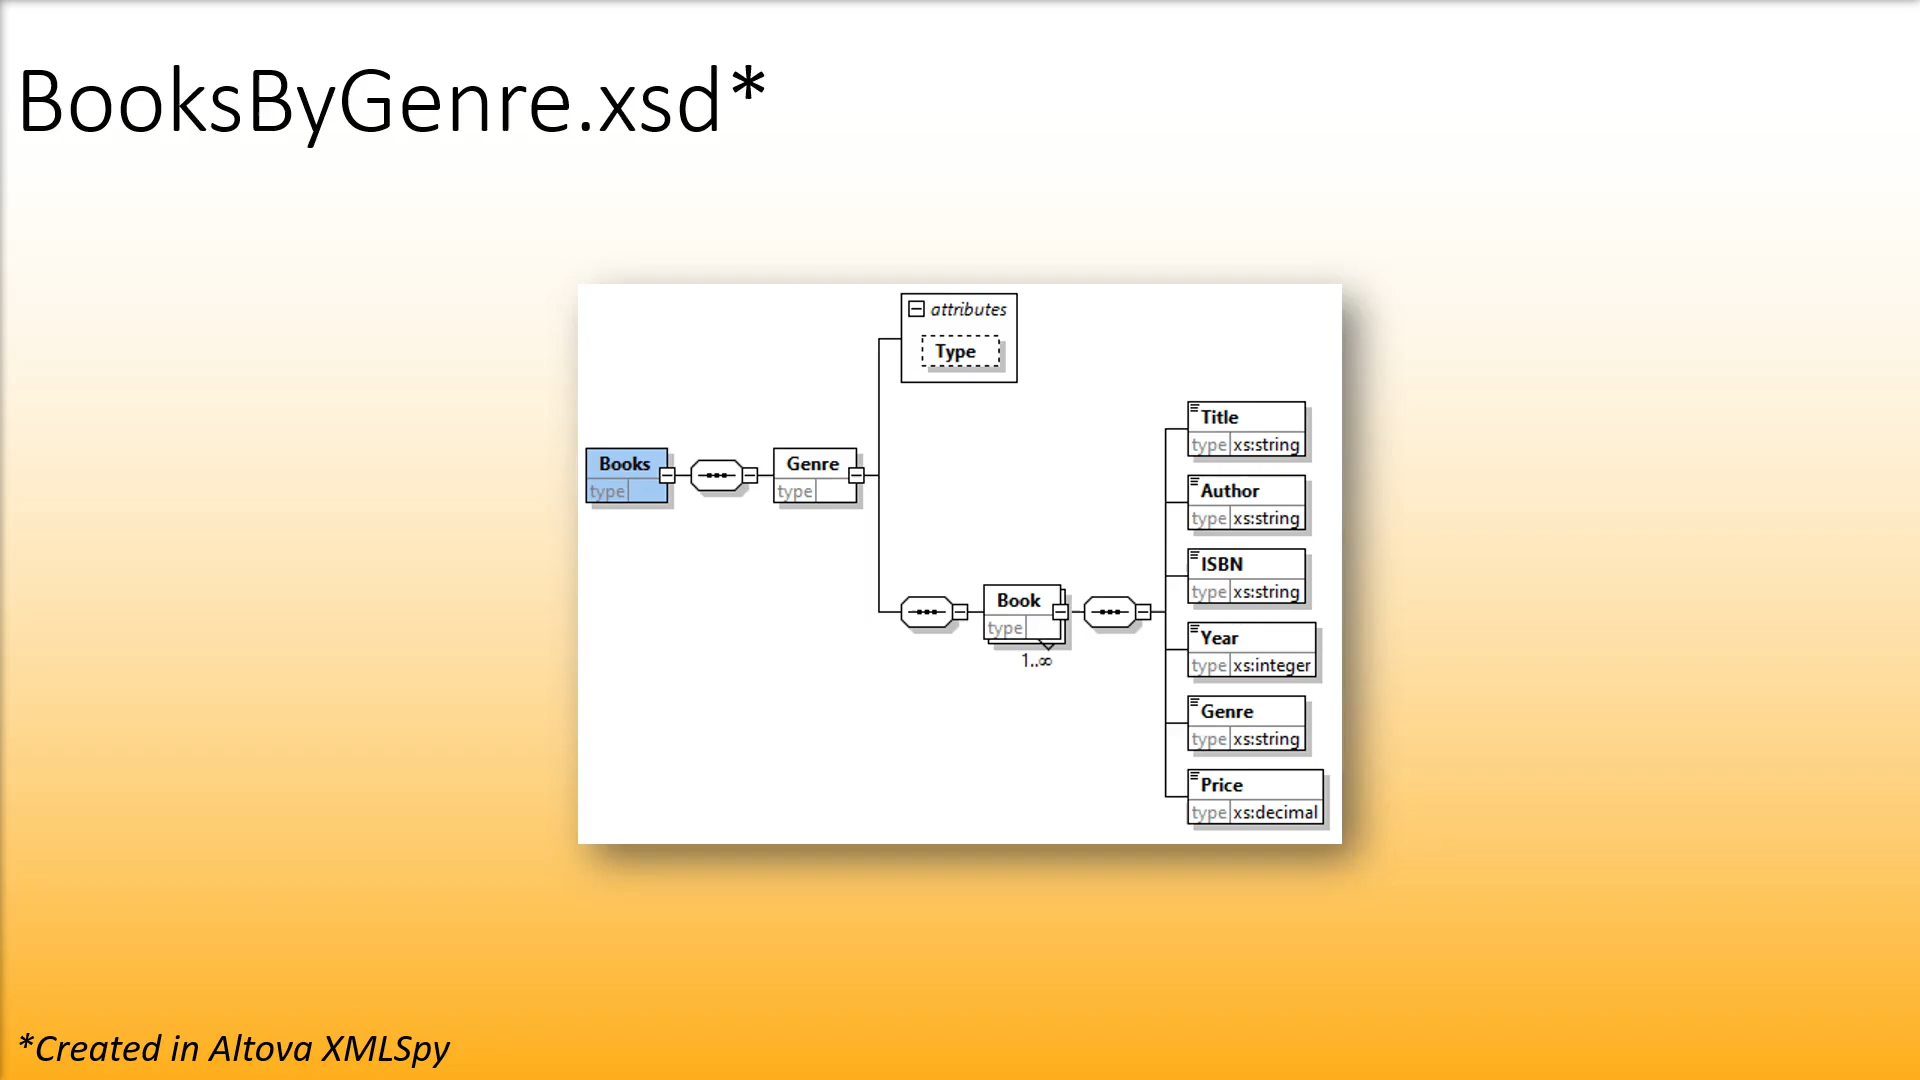 BooksByGenre.xsd*
attributes
Type
Books
type
Genre
type
Book
type
1..∞
Title
type xs:string
Author
type xs:string
ISBN
type xs:string
Year
type xs:integer
Genre
type xs:string
Price
type xs:decimal
*Created in Altova XMLSpy